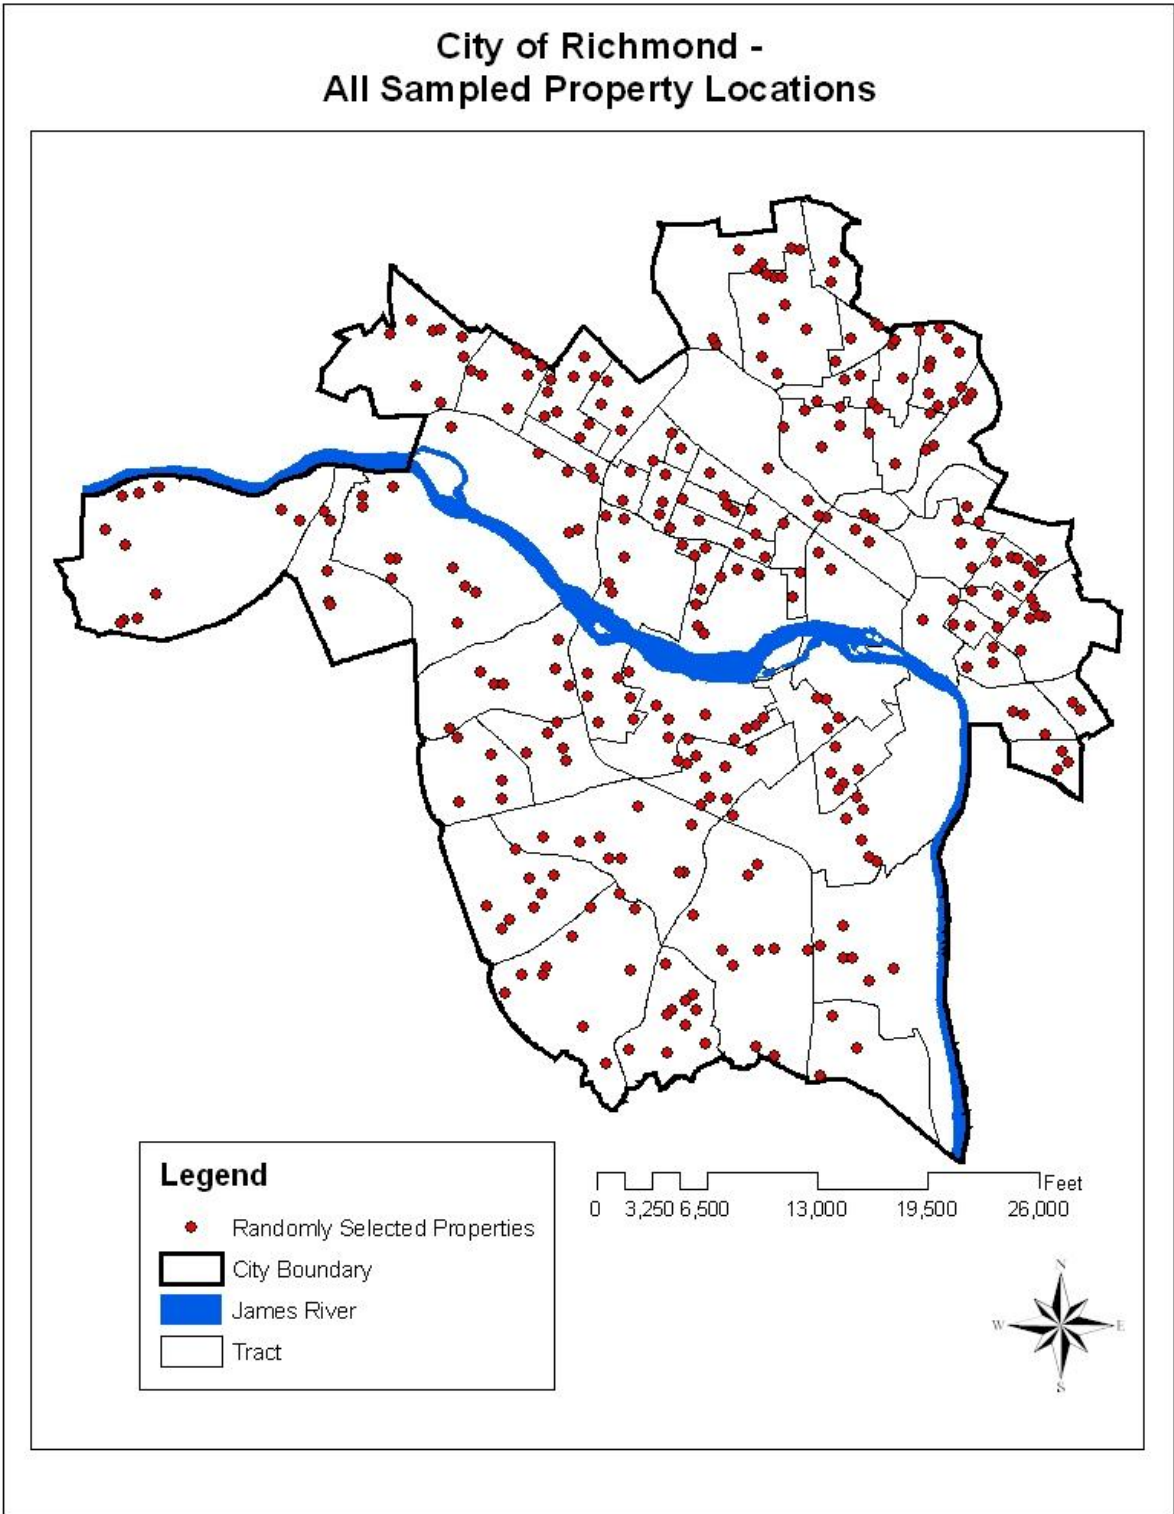 City of Richmond -
All Sampled Property Locations
Legend
Randomly Selected Properties
City Boundary
James River
Tract
Feet
0 3,250 6,500 13,000 19,500 26,000
N
W E
S